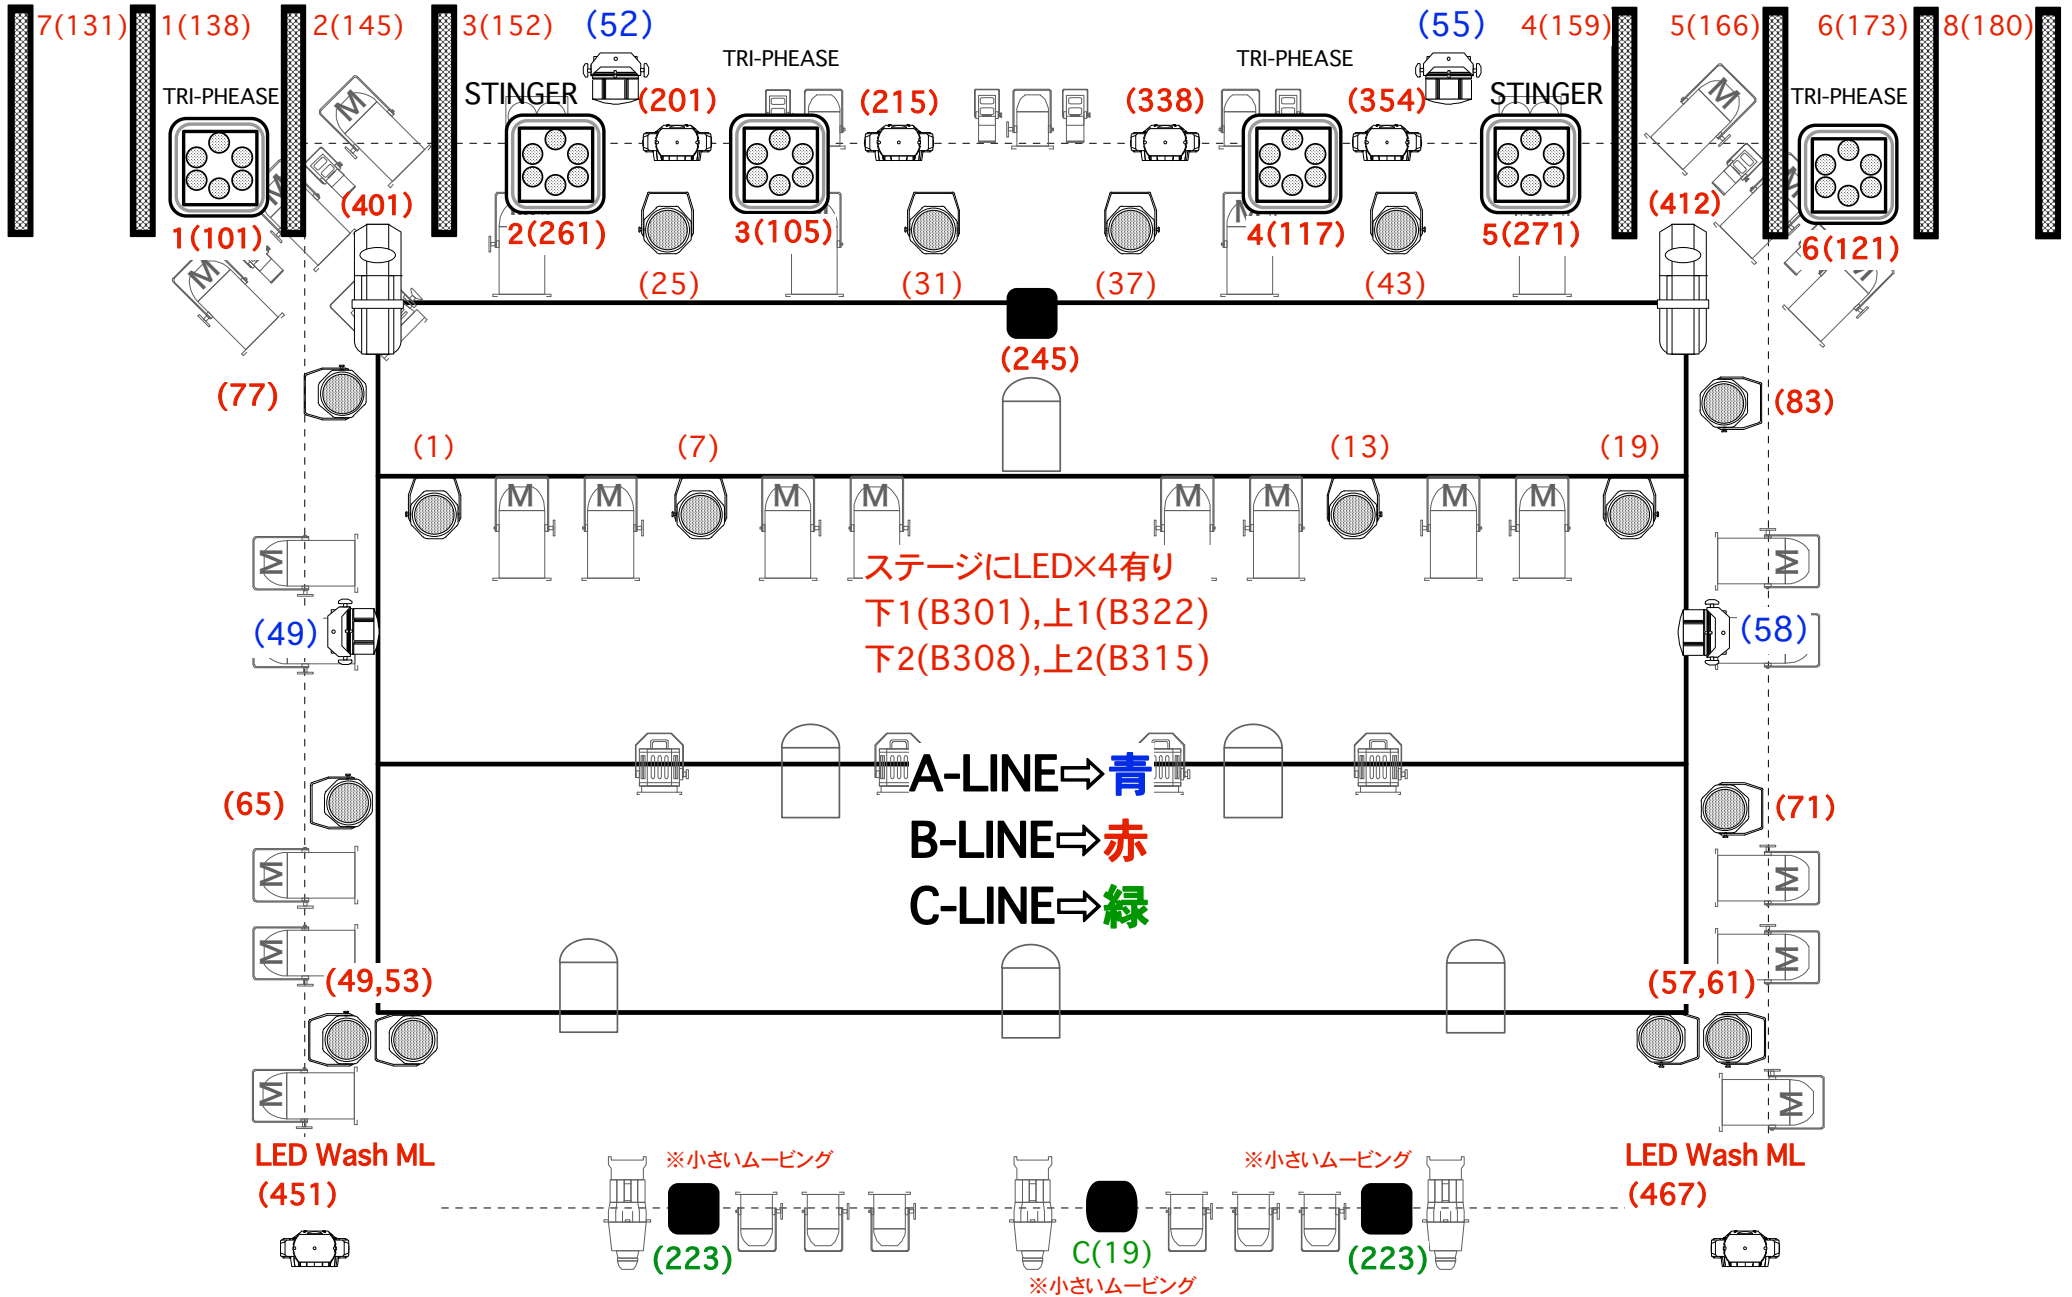 7(131)
1(138)
2(145)
3(152)
(52)
(55)
4(159)
5(166)
6(173)
8(180)
TRI-PHEASE
TRI-PHEASE
TRI-PHEASE
STINGER
(201)
(215)
(338)
(354)
STINGER
TRI-PHEASE
M
M
M
M
(401)
(412)
1(101)
2(261)
3(105)
4(117)
5(271)
6(121)
M
M
M
(25)
(31)
(37)
(43)
(245)
(77)
(83)
(1)
(7)
(13)
(19)
M
M
M
M
M
M
M
M
ステージにLED×4有り
下1(B301),上1(B322)
下2(B308),上2(B315)
M
M
(49)
(58)
A-LINE⇨青
B-LINE⇨赤
C-LINE⇨緑
(65)
(71)
M
M
M
M
(49,53)
(57,61)
M
M
LED Wash ML
(451)
LED Wash ML
(467)
※小さいムービング
※小さいムービング
(223)
C(19)
(223)
※小さいムービング